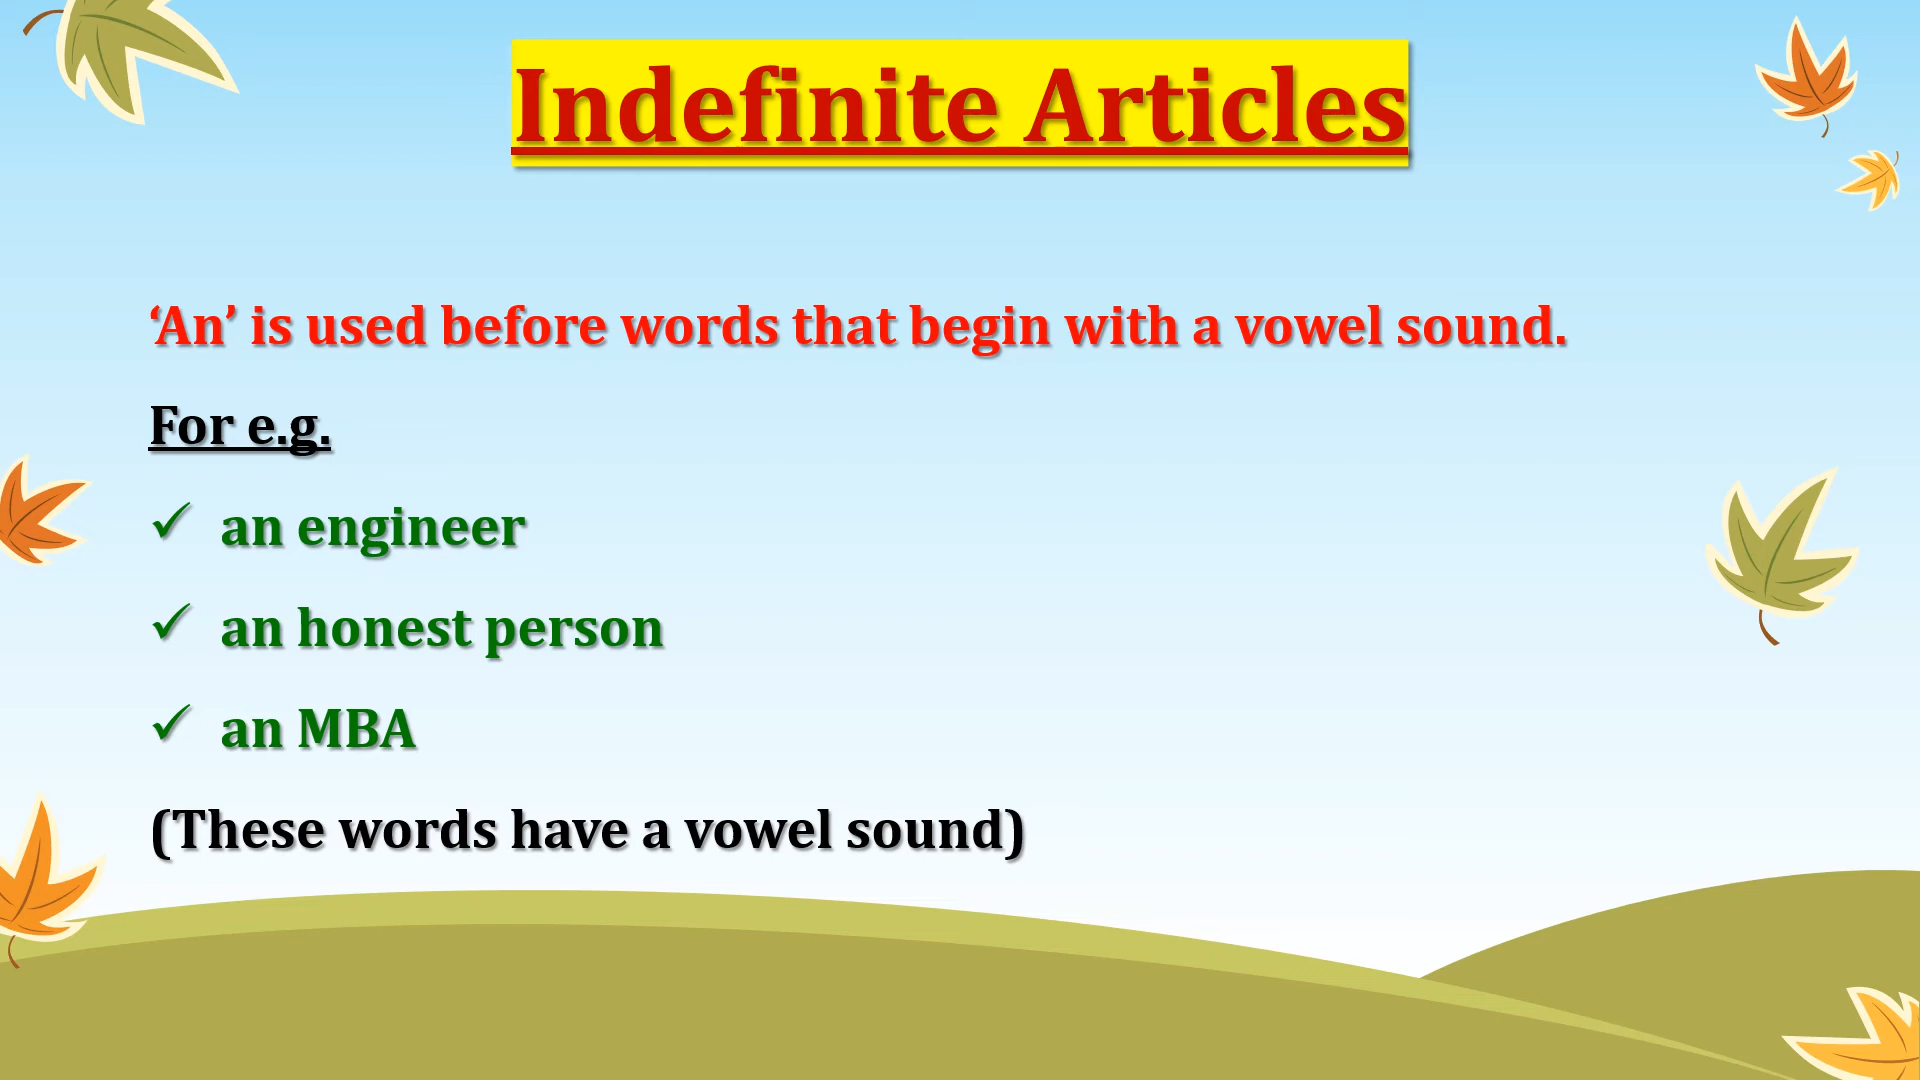 Indefinite Articles
‘An’ is used before words that begin with a vowel sound.
For e.g.
✓ an engineer
✓ an honest person
✓ an MBA
(These words have a vowel sound)